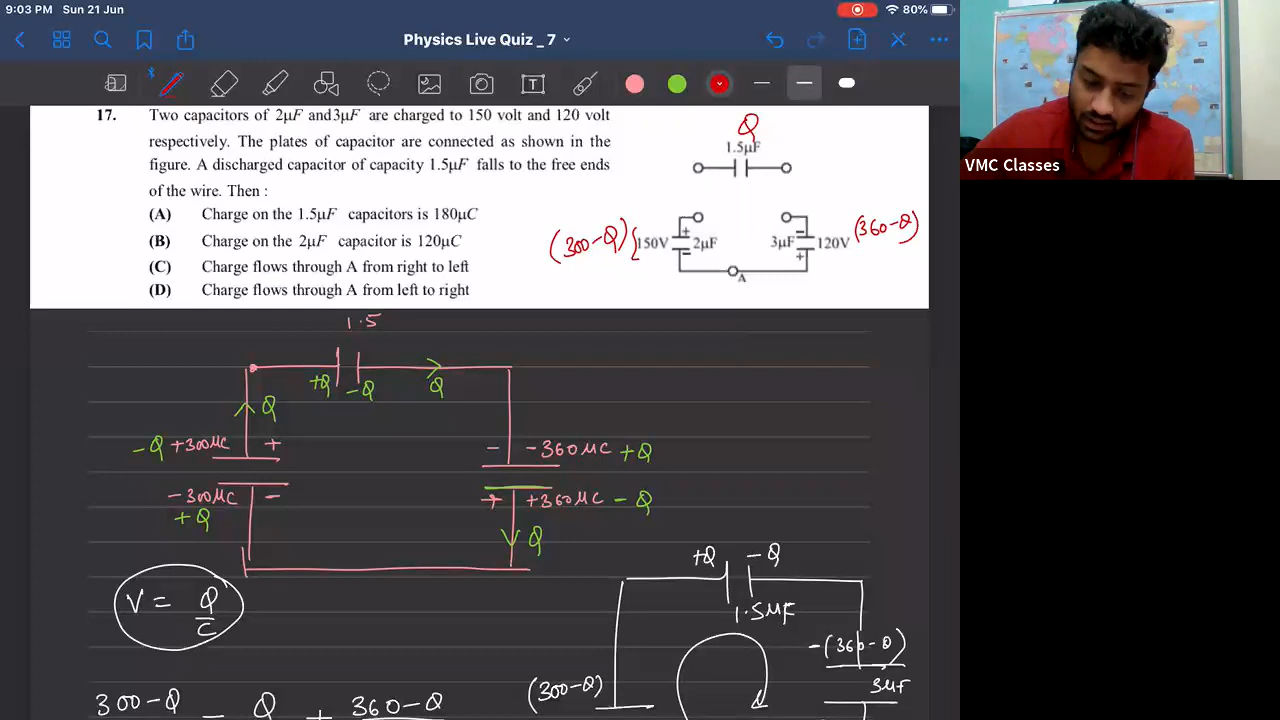 9:03 PM Sun 21 Jun
80%
Physics Live Quiz _ 7
T
VMC Classes
17. Two capacitors of 2μF and3μF are charged to 150 volt and 120 volt
respectively. The plates of capacitor are connected as shown in the
figure. A discharged capacitor of capacity 1.5μF falls to the free ends
of the wire. Then :
(A) Charge on the 1.5μF capacitors is 180μC
(B) Charge on the 2μF capacitor is 120μC
(C) Charge flows through A from right to left
(D) Charge flows through A from left to right
Q
1.5μF
(300-Q) { 150V + - 2μF 3μF - + 120V (360-Q)
A
1.5
+Q -Q Q
Q
-Q +300μC + - -360μC +Q
-300μC - + +360μC -Q
+Q Q
V = Q/C
+Q -Q
1.5μF
-(360-Q)
3μF
(300-Q)
300-Q - Q + 360-Q